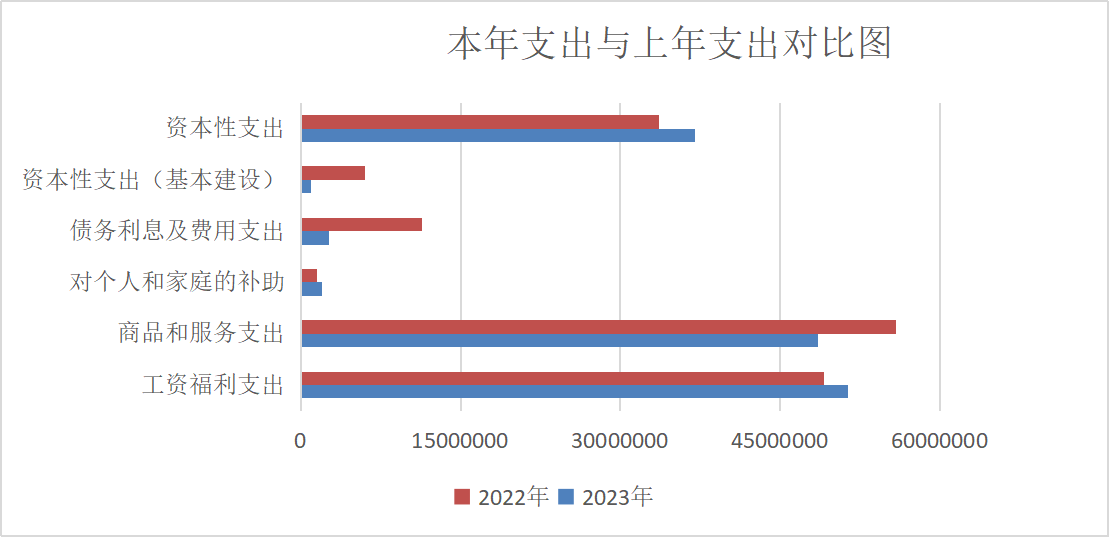 本年支出与上年支出对比图
资本性支出
资本性支出（基本建设）
债务利息及费用支出
对个人和家庭的补助
商品和服务支出
工资福利支出
0 15000000 30000000 45000000 60000000
2022年 2023年